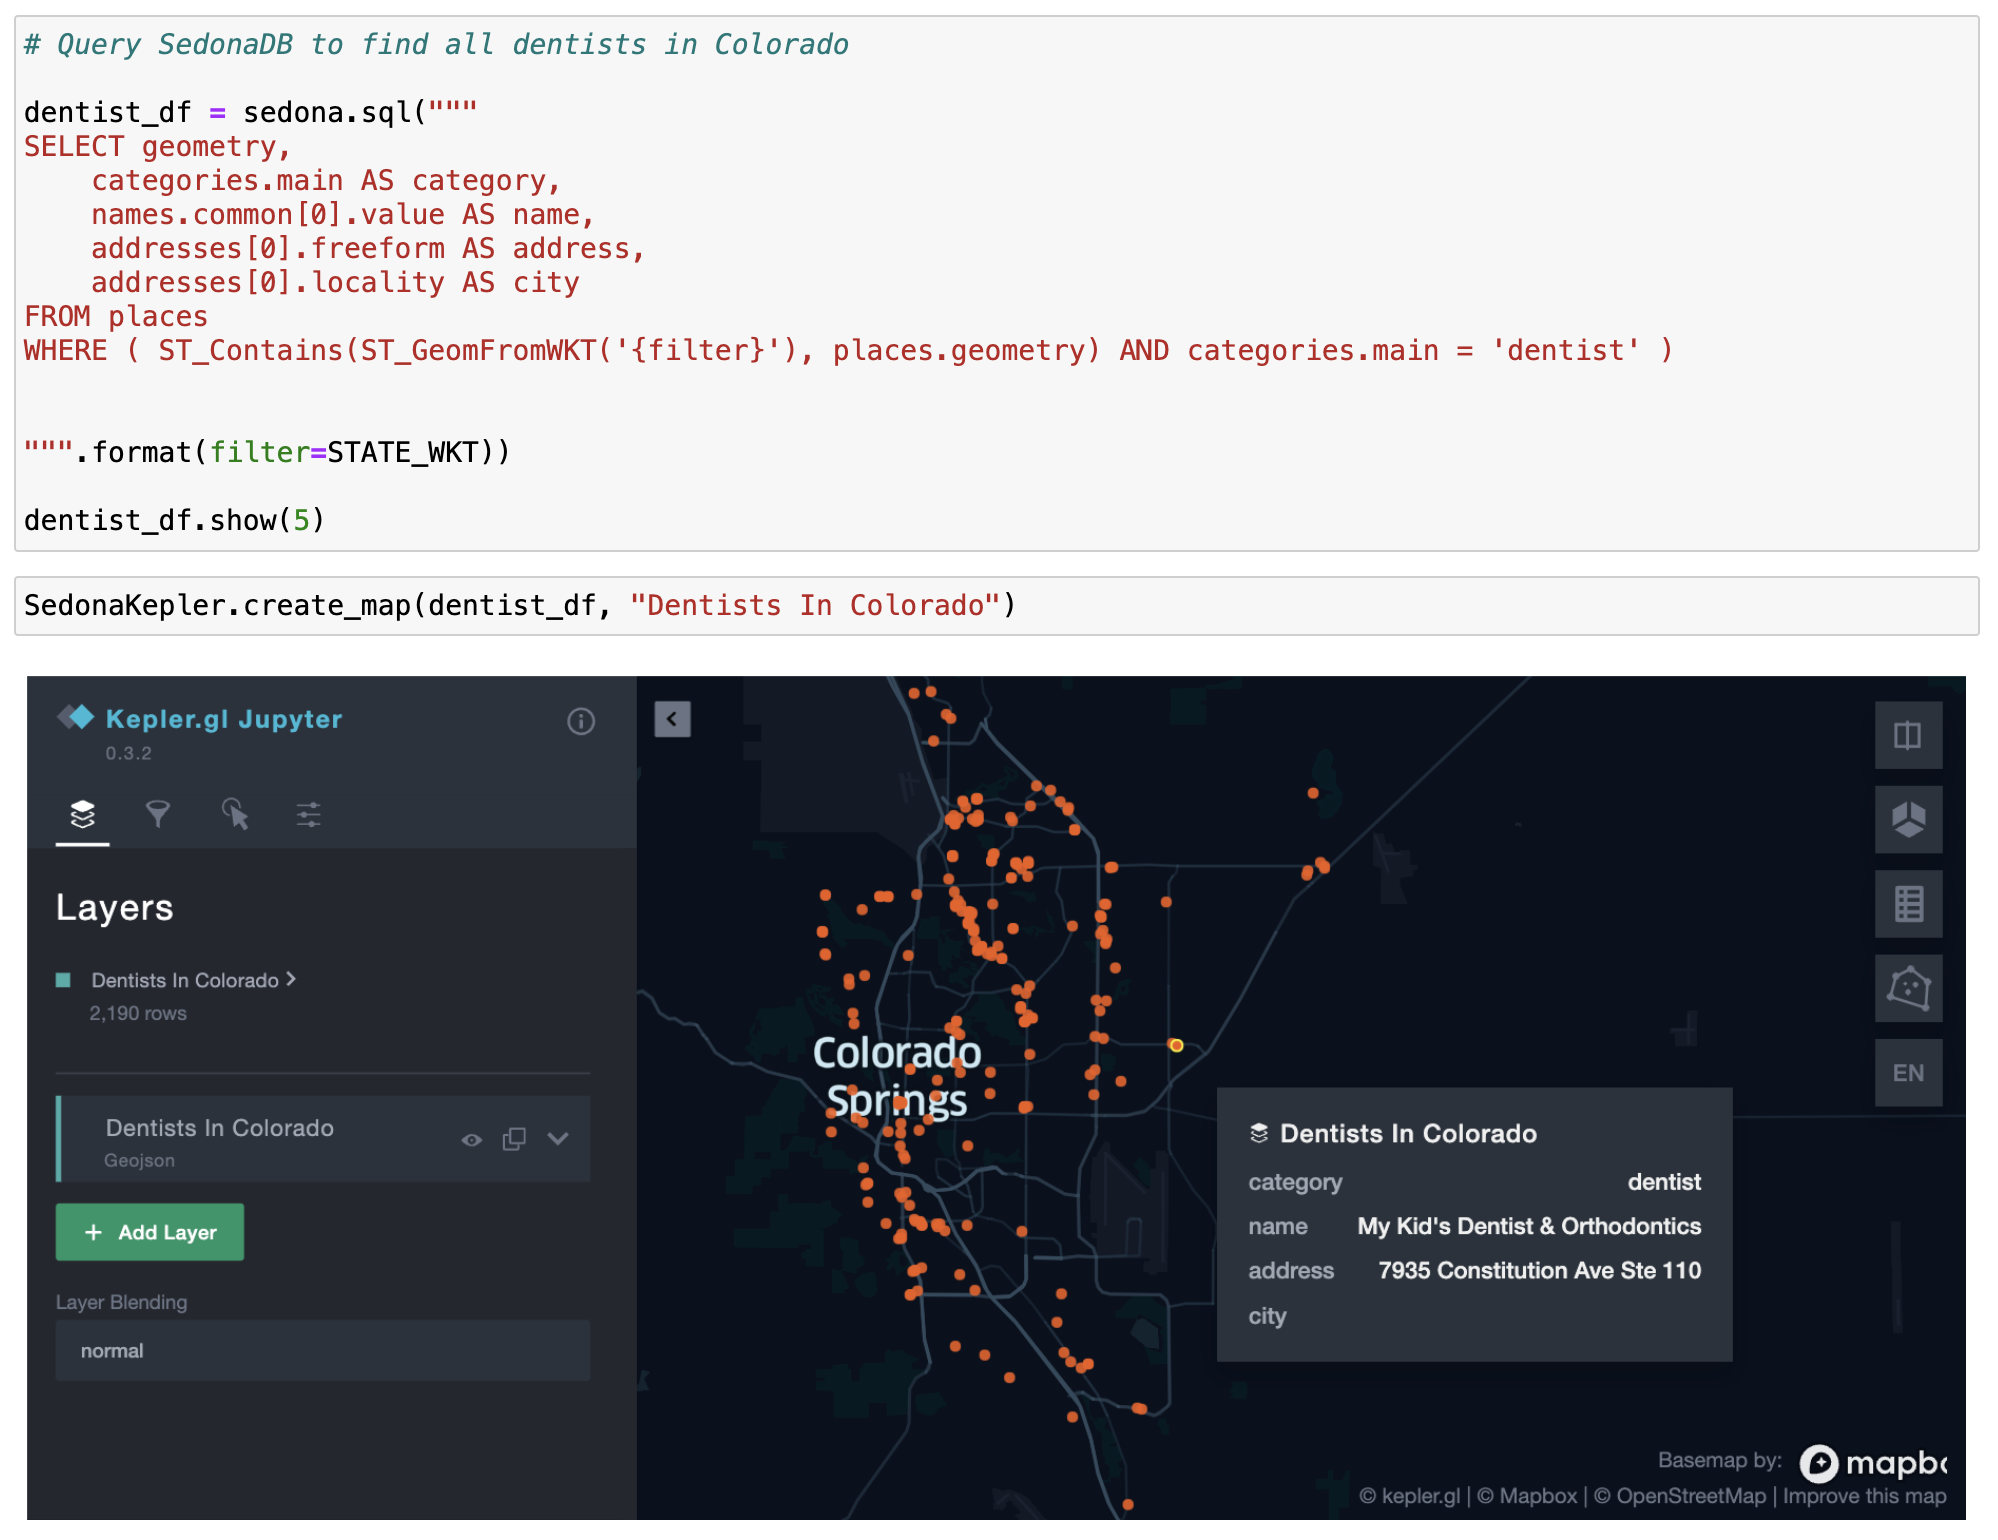 # Query SedonaDB to find all dentists in Colorado
dentist_df = sedona.sql("""
SELECT geometry,
    categories.main AS category,
    names.common[0].value AS name,
    addresses[0].freeform AS address,
    addresses[0].locality AS city
FROM places
WHERE ( ST_Contains(ST_GeomFromWKT('{filter}'), places.geometry) AND categories.main = 'dentist' )
""".format(filter=STATE_WKT))
dentist_df.show(5)
SedonaKepler.create_map(dentist_df, "Dentists In Colorado")
Kepler.gl Jupyter
0.3.2
Layers
Dentists In Colorado
2,190 rows
Dentists In Colorado
Geojson
+ Add Layer
Layer Blending
normal
Colorado
Springs
EN
Dentists In Colorado
category dentist
name My Kid's Dentist & Orthodontics
address 7935 Constitution Ave Ste 110
city
Basemap by: mapbo
© kepler.gl | © Mapbox | © OpenStreetMap | Improve this map